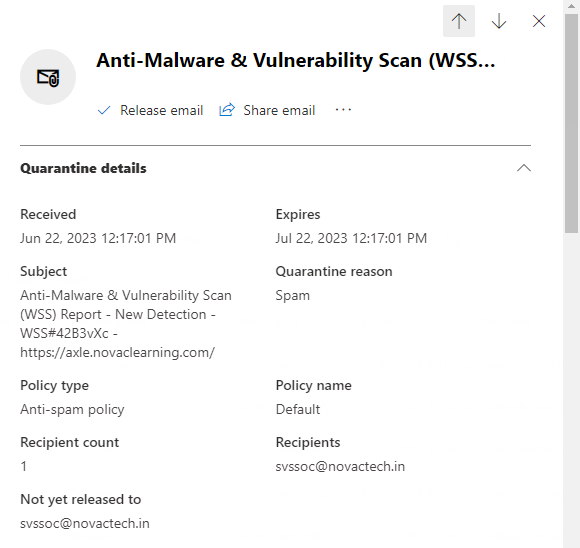 Anti-Malware & Vulnerability Scan (WSS...
Release email Share email ...
Quarantine details
Received Expires
Jun 22, 2023 12:17:01 PM Jul 22, 2023 12:17:01 PM
Subject Quarantine reason
Anti-Malware & Vulnerability Scan Spam
(WSS) Report - New Detection -
WSS#42B3vXc -
https://axle.novaclearning.com/
Policy type Policy name
Anti-spam policy Default
Recipient count Recipients
1 svssoc@novactech.in
Not yet released to
svssoc@novactech.in